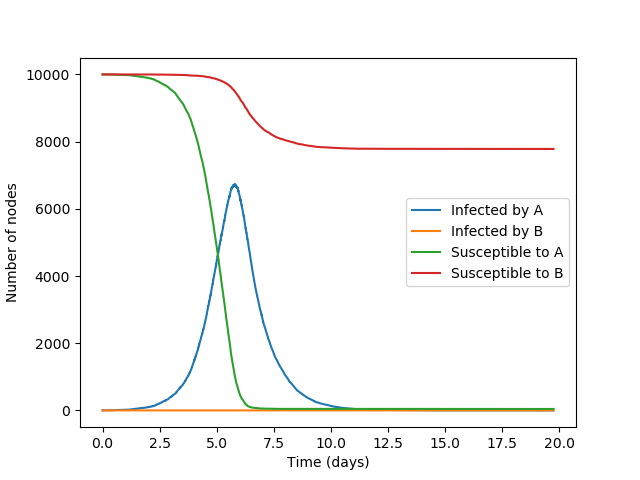 Number of nodes
10000
8000
6000
4000
2000
0
Infected by A
Infected by B
Susceptible to A
Susceptible to B
0.0 2.5 5.0 7.5 10.0 12.5 15.0 17.5 20.0
Time (days)